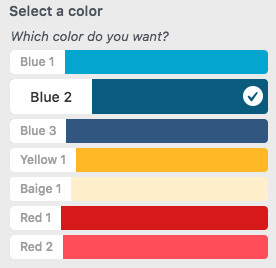 Select a color
Which color do you want?
Blue 1
Blue 2
Blue 3
Yellow 1
Baige 1
Red 1
Red 2